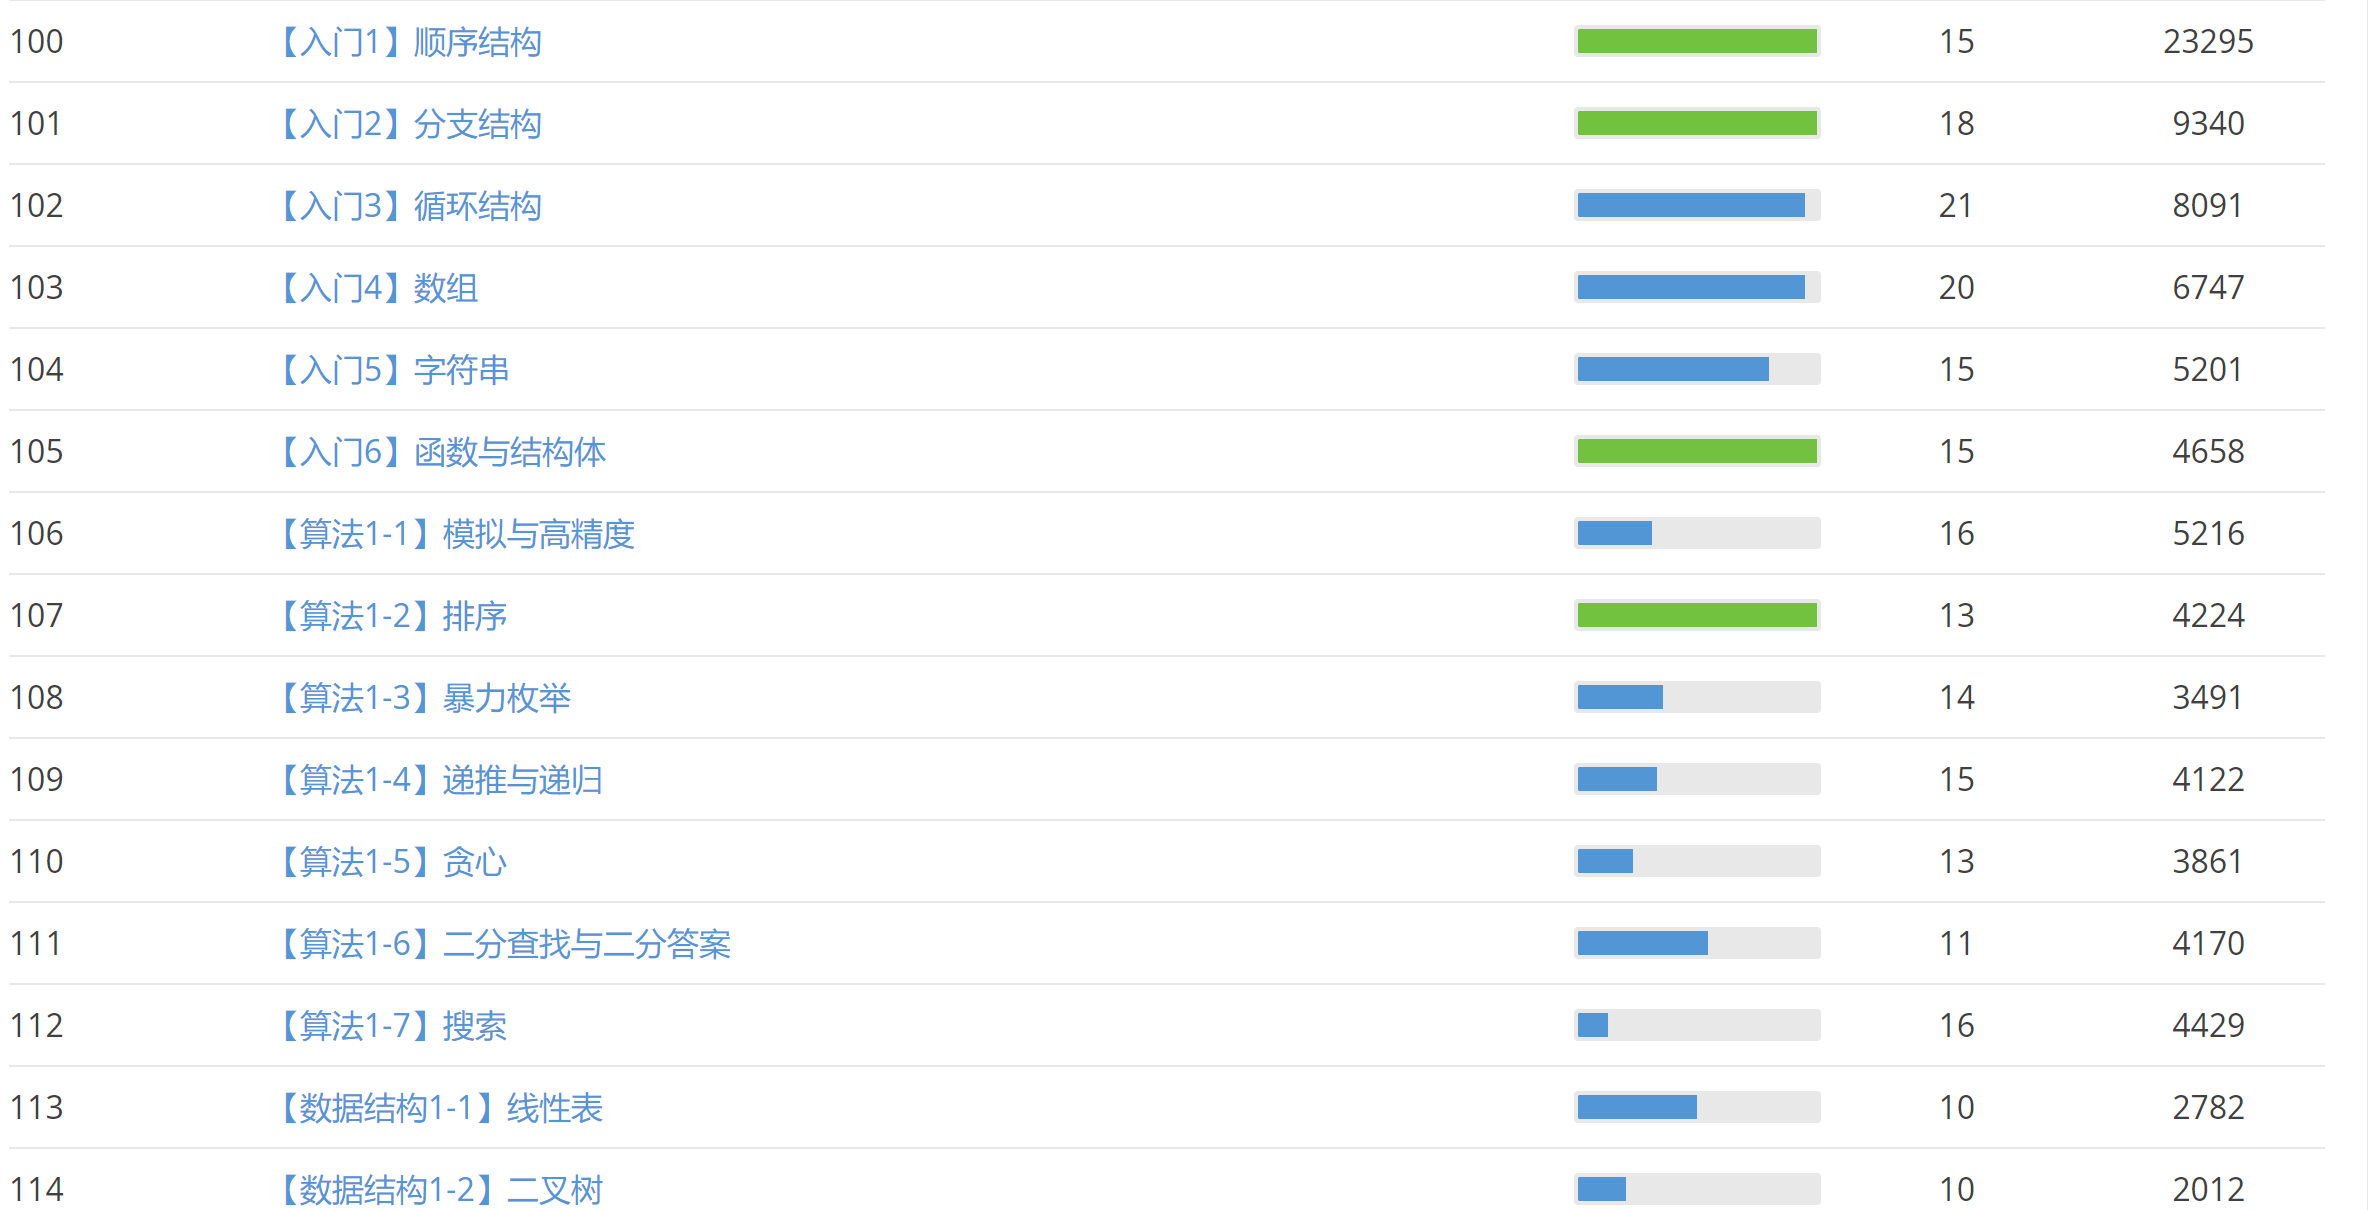 100 【入门1】顺序结构 15 23295
101 【入门2】分支结构 18 9340
102 【入门3】循环结构 21 8091
103 【入门4】数组 20 6747
104 【入门5】字符串 15 5201
105 【入门6】函数与结构体 15 4658
106 【算法1-1】模拟与高精度 16 5216
107 【算法1-2】排序 13 4224
108 【算法1-3】暴力枚举 14 3491
109 【算法1-4】递推与递归 15 4122
110 【算法1-5】贪心 13 3861
111 【算法1-6】二分查找与二分答案 11 4170
112 【算法1-7】搜索 16 4429
113 【数据结构1-1】线性表 10 2782
114 【数据结构1-2】二叉树 10 2012